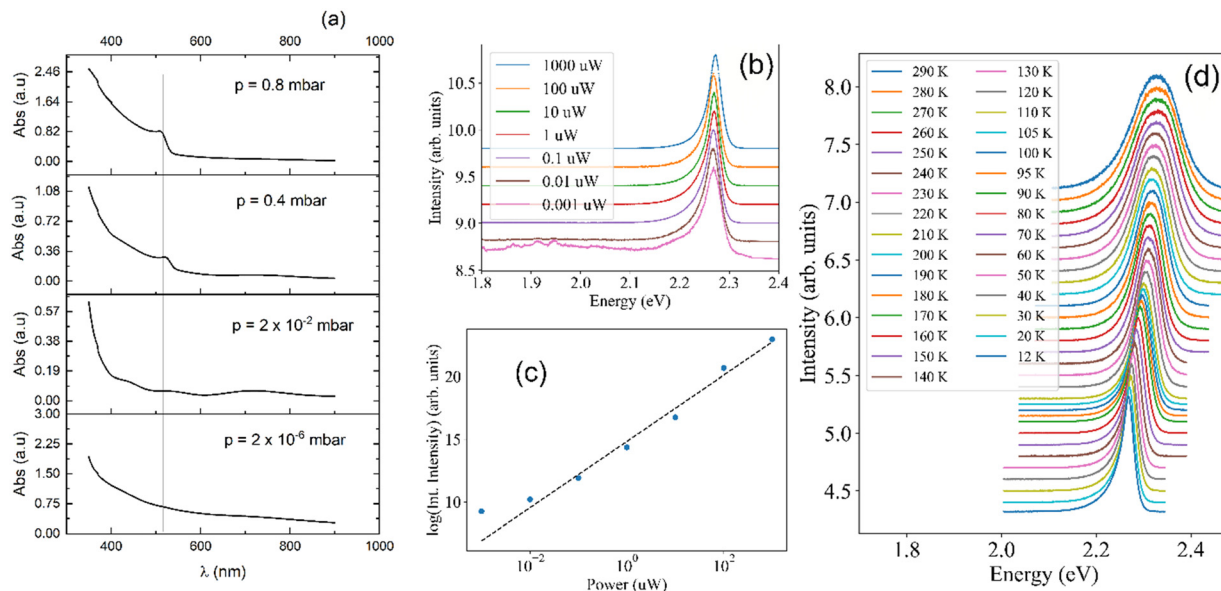 (a)
400 600 800 1000
2.46
1.64
0.82
0.00
Abs (a.u)
p = 0.8 mbar
1.08
0.72
0.36
0.00
Abs (a.u)
p = 0.4 mbar
0.57
0.38
0.19
0.00
Abs (a.u)
p = 2 x 10⁻² mbar
3.00
2.25
1.50
0.75
0.00
Abs (a.u)
p = 2 x 10⁻⁶ mbar
400 600 800 1000
λ (nm)
(b)
1000 uW
100 uW
10 uW
1 uW
0.1 uW
0.01 uW
0.001 uW
10.5
10.0
9.5
9.0
8.5
Intensity (arb. units)
1.8 1.9 2.0 2.1 2.2 2.3 2.4
Energy (eV)
(c)
20
15
10
log(Int. Intensity) (arb. units)
10⁻² 10⁰ 10²
Power (uW)
(d)
290 K 130 K
280 K 120 K
270 K 110 K
260 K 105 K
250 K 100 K
240 K 95 K
230 K 90 K
220 K 80 K
210 K 70 K
200 K 60 K
190 K 50 K
180 K 40 K
170 K 30 K
160 K 20 K
150 K 12 K
140 K
8.0
7.5
7.0
6.5
6.0
5.5
5.0
4.5
Intensity (arb. units)
1.8 2.0 2.2 2.4
Energy (eV)